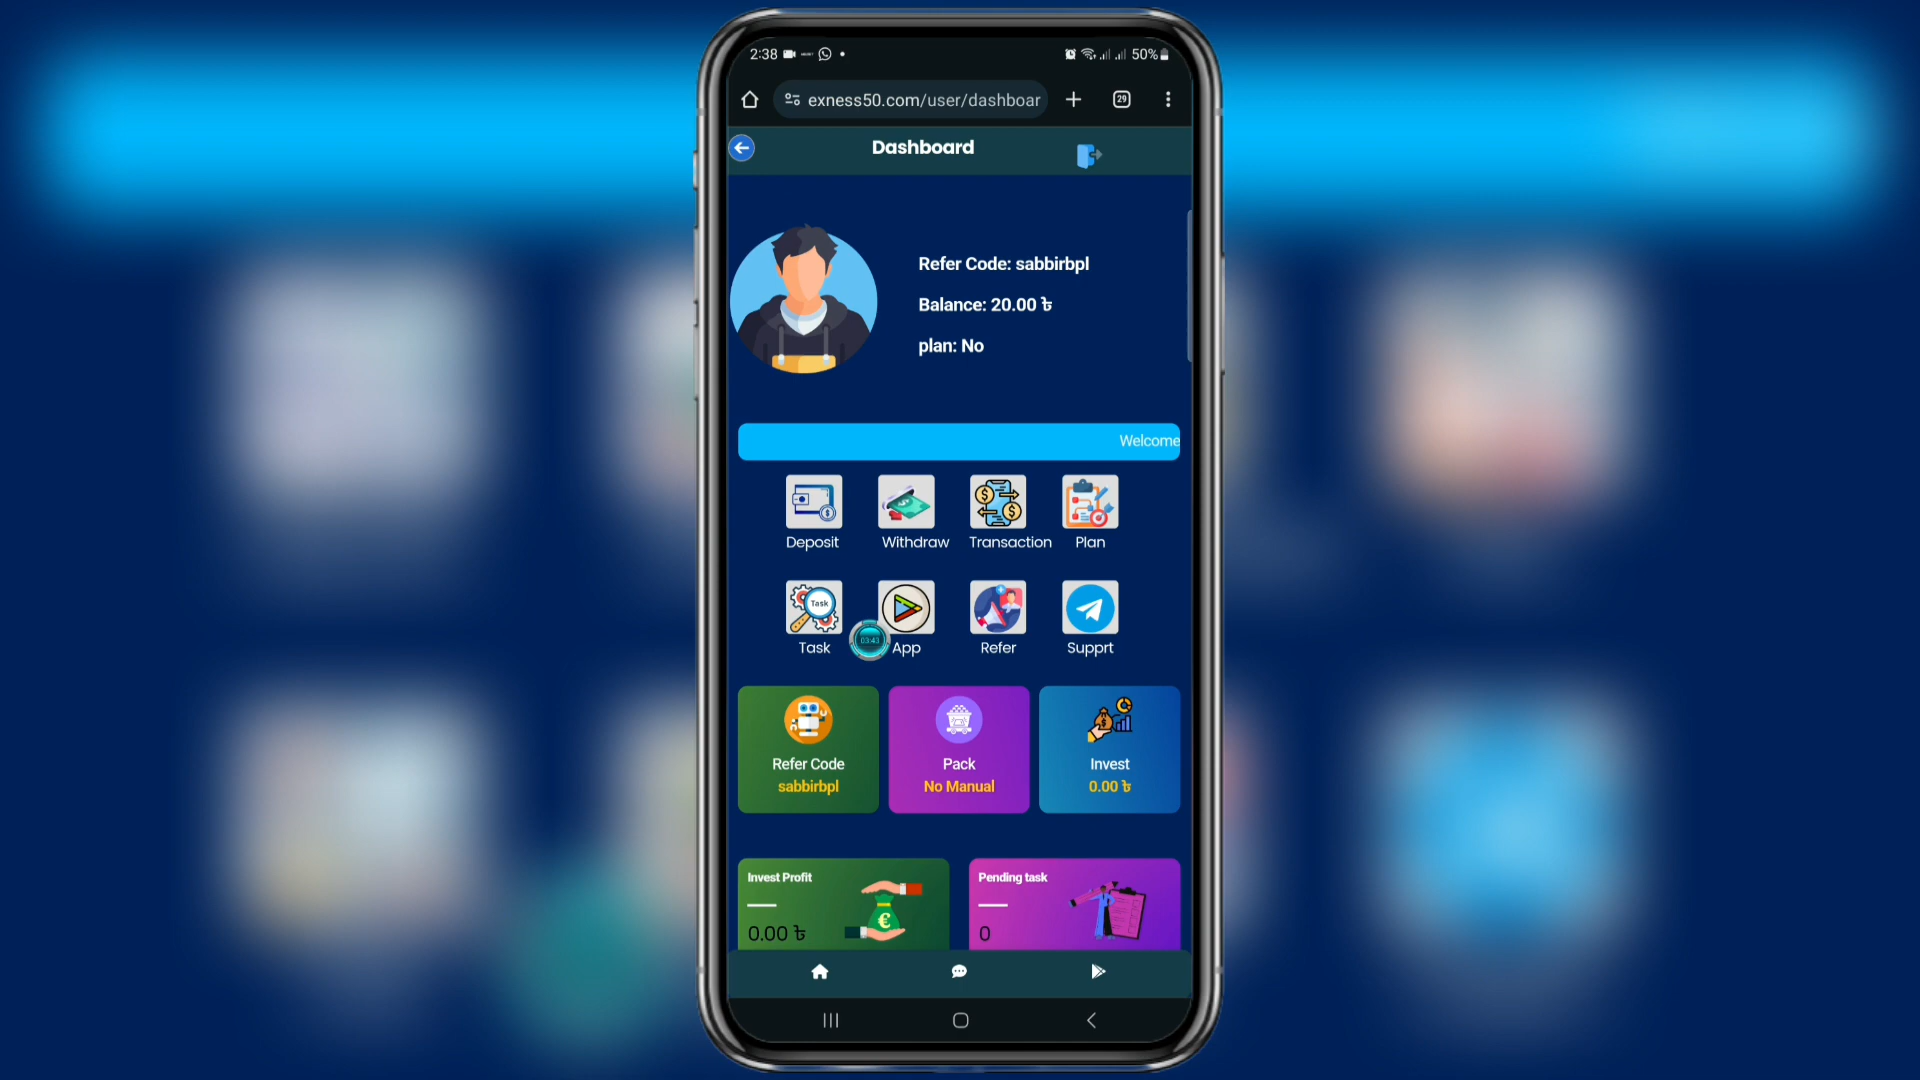 2:38
50%
exness50.com/user/dashboar
29
Dashboard
Refer Code: sabbirbpl
Balance: 20.00 ৳
plan: No
Welcome
Deposit
Withdraw
Transaction
Plan
Task
Task
App
Refer
Supprt
03:43
Refer Code
sabbirbpl
Pack
No Manual
Invest
0.00 ৳
Invest Profit
0.00 ৳
Pending task
0